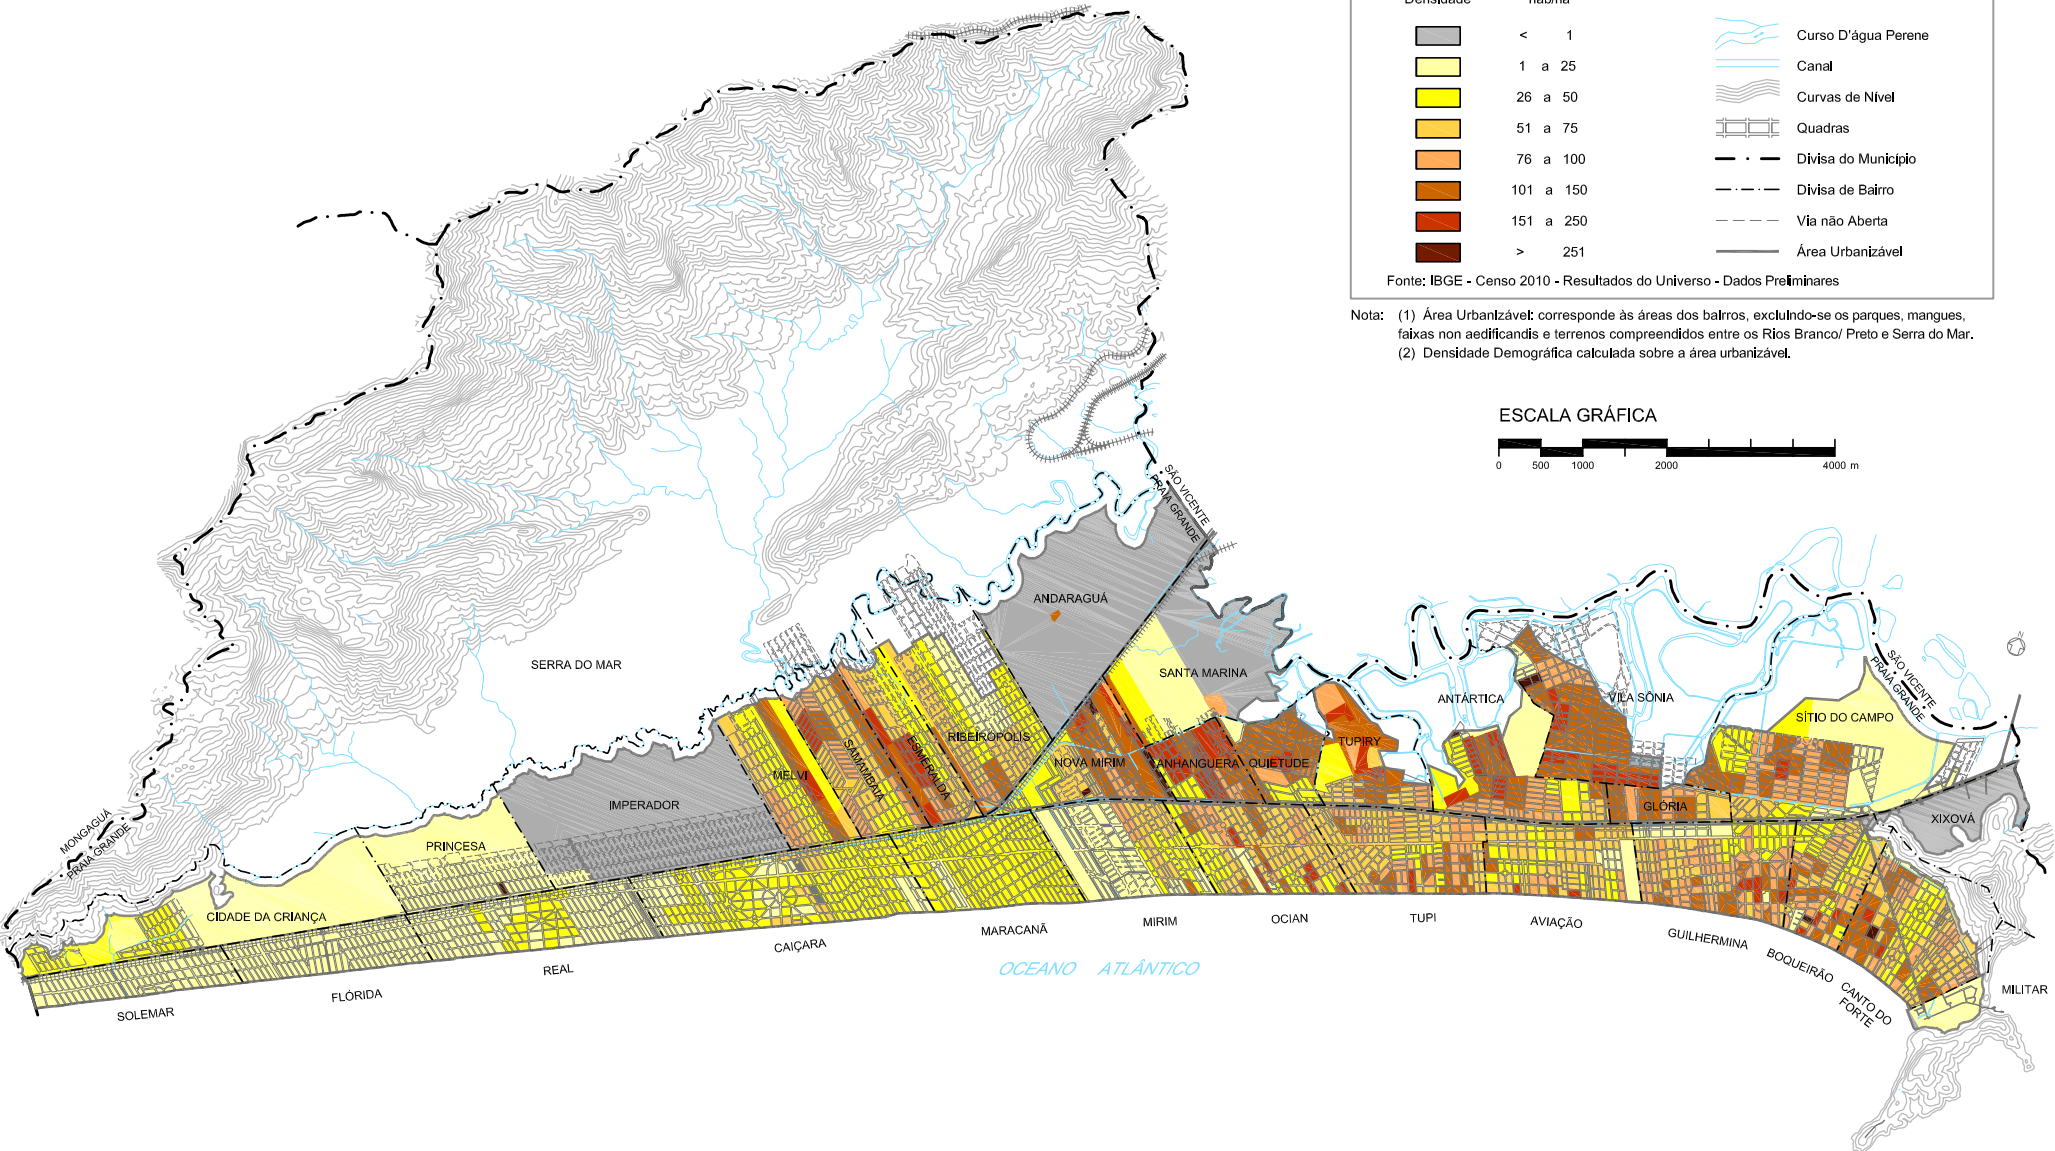 Densidade hab/ha
< 1
1 a 25
26 a 50
51 a 75
76 a 100
101 a 150
151 a 250
> 251
Curso D'água Perene
Canal
Curvas de Nível
Quadras
Divisa do Município
Divisa de Bairro
Via não Aberta
Área Urbanizável
Fonte: IBGE - Censo 2010 - Resultados do Universo - Dados Preliminares
Nota: (1) Área Urbanizável: corresponde às áreas dos bairros, excluindo-se os parques, mangues,
faixas non aedificandis e terrenos compreendidos entre os Rios Branco/ Preto e Serra do Mar.
(2) Densidade Demográfica calculada sobre a área urbanizável.
ESCALA GRÁFICA
0 500 1000 2000 4000 m
N
SÃO VICENTE
PRAIA GRANDE
ANDARAGUÁ
SERRA DO MAR
SANTA MARINA
ANTÁRTICA
VILA SÔNIA
SÃO VICENTE
PRAIA GRANDE
SÍTIO DO CAMPO
RIBEIRÓPOLIS
TUPIRY
ESMERALDA
SAMAMBAIA
MELVI
NOVA MIRIM
ANHANGUERA
QUIETUDE
IMPERADOR
GLÓRIA
XIXOVÁ
MONGAGUÁ
PRAIA GRANDE
PRINCESA
CIDADE DA CRIANÇA
SOLEMAR
FLÓRIDA
REAL
CAIÇARA
MARACANÃ
MIRIM
OCIAN
TUPI
AVIAÇÃO
GUILHERMINA
BOQUEIRÃO
CANTO DO
FORTE
MILITAR
OCEANO ATLÂNTICO